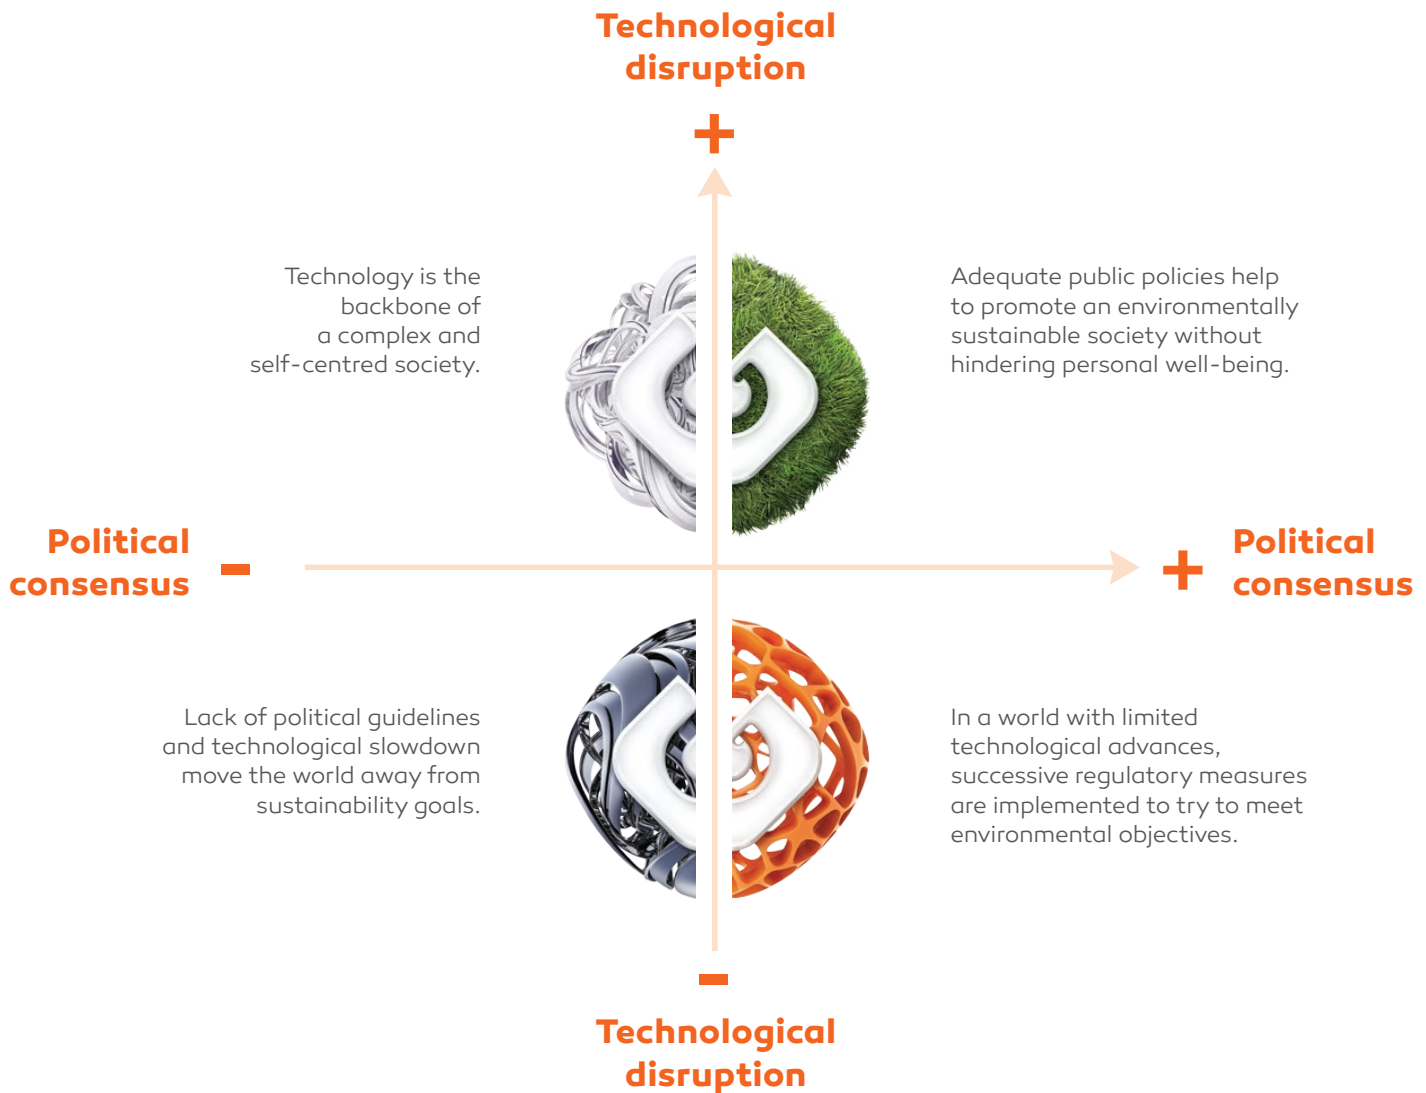 Technological
disruption
+
Technology is the
backbone of
a complex and
self-centred society.
Adequate public policies help
to promote an environmentally
sustainable society without
hindering personal well-being.
Political
consensus
-
+
Political
consensus
Lack of political guidelines
and technological slowdown
move the world away from
sustainability goals.
In a world with limited
technological advances,
successive regulatory measures
are implemented to try to meet
environmental objectives.
-
Technological
disruption